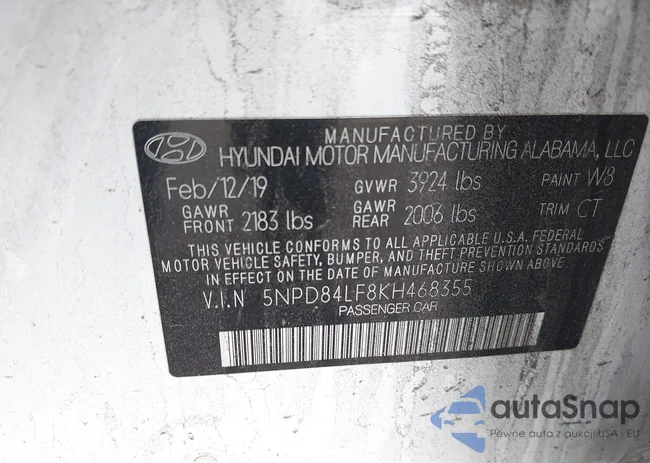 MANUFACTURED BY
HYUNDAI MOTOR MANUFACTURING ALABAMA, LLC
Feb/12/19 GVWR 3924 lbs PAINT W8
GAWR FRONT 2183 lbs GAWR REAR 2006 lbs TRIM CT
THIS VEHICLE CONFORMS TO ALL APPLICABLE U.S.A. FEDERAL
MOTOR VEHICLE SAFETY, BUMPER, AND THEFT PREVENTION STANDARDS
IN EFFECT ON THE DATE OF MANUFACTURE SHOWN ABOVE.
V.I.N 5NPD84LF8KH468355
PASSENGER CAR
autaSnap
Pewne auta z aukcji USA i EU